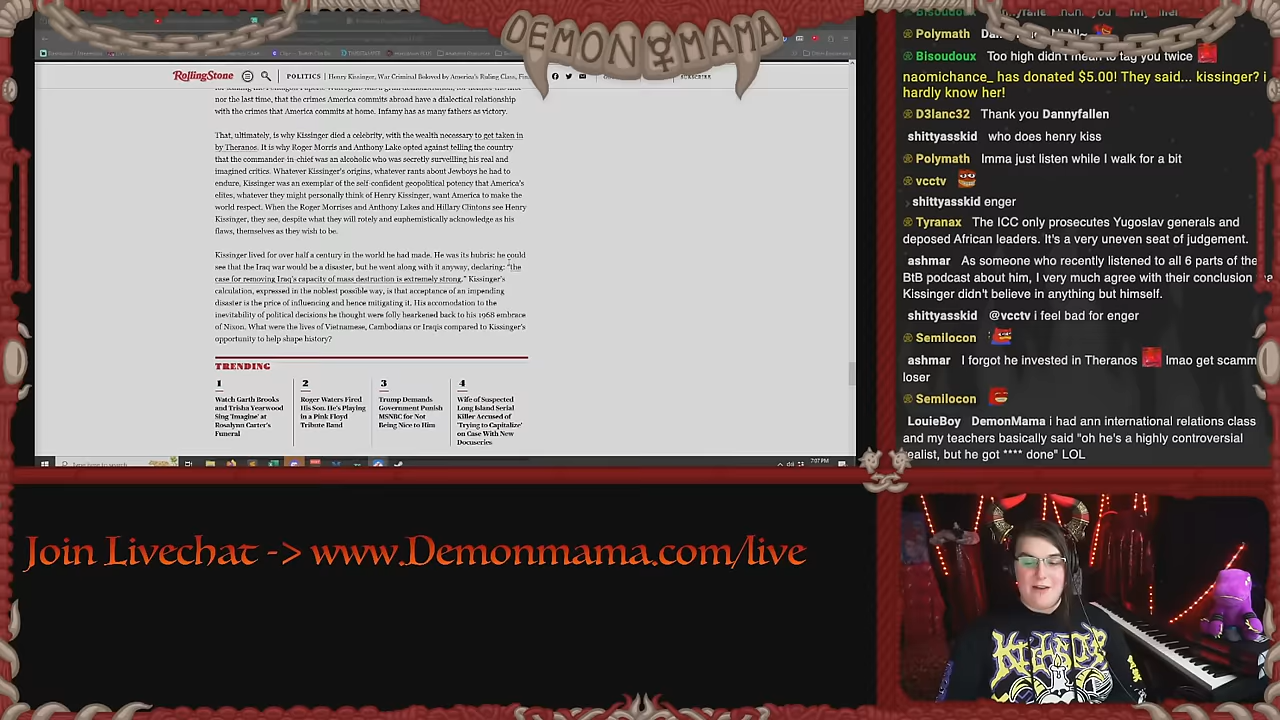 DEMON MAMA
RollingStone
POLITICS | Henry Kissinger, War Criminal Beloved by America's Ruling Class,
SUBSCRIBE
nor the last time, that the crimes America commits abroad have a dialectical relationship
with the crimes that America commits at home. Infamy has as many fathers as victory.
That, ultimately, is why Kissinger died a celebrity, with the wealth necessary to get taken in
by Theranos. It is why Roger Morris and Anthony Lake opted against telling the country
that the commander-in-chief was an alcoholic who was secretly surveilling his real and
imagined critics. Whatever Kissinger's origins, whatever rants about Jewboys he had to
endure, Kissinger was an exemplar of the self-confident geopolitical potency that America's
elites, whatever they might personally think of Henry Kissinger, want America to make the
world respect. When the Roger Morrises and Anthony Lakes and Hillary Clintons see Henry
Kissinger, they see, despite what they will rotely and euphemistically acknowledge as his
flaws, themselves as they wish to be.
Kissinger lived for over half a century in the world he had made. He was its hubris: he could
see that the Iraq war would be a disaster, but he went along with it anyway, declaring: "the
case for removing Iraq's capacity of mass destruction is extremely strong." Kissinger's
calculation, expressed in the noblest possible way, is that acceptance of an impending
disaster is the price of influencing and hence mitigating it. His accomodation to the
inevitability of political decisions he thought were folly hearkened back to his 1968 embrace
of Nixon. What were the lives of Vietnamese, Cambodians or Iraqis compared to Kissinger's
opportunity to help shape history?
TRENDING
1
Watch Garth Brooks
and Trisha Yearwood
Sing 'Imagine' at
Rosalynn Carter's
Funeral
2
Roger Waters Fired
His Son. He's Playing
in a Pink Floyd
Tribute Band
3
Trump Demands
Government Punish
MSNBC for Not
Being Nice to Him
4
Wife of Suspected
Long Island Serial
Killer Accused of
'Trying to Capitalize'
on Case With New
Docuseries
7:07 PM
Join Livechat -> www.Demonmama.com/live
Polymath
Bisoudoux Too high didn't mean to tag you twice
naomichance_ has donated $5.00! They said... kissinger? i
hardly know her!
D3lanc32 Thank you Dannyfallen
shittyasskid who does henry kiss
Polymath Imma just listen while I walk for a bit
vcctv
shittyasskid enger
Tyranax The ICC only prosecutes Yugoslav generals and
deposed African leaders. It's a very uneven seat of judgement.
ashmar As someone who recently listened to all 6 parts of the
BtB podcast about him, I very much agree with their conclusion
Kissinger didn't believe in anything but himself.
shittyasskid @vcctv i feel bad for enger
Semilocon
ashmar I forgot he invested in Theranos lmao get scamm
loser
Semilocon
LouieBoy DemonMama i had ann international relations class
and my teachers basically said "oh he's a highly controversial
realist, but he got **** done" LOL